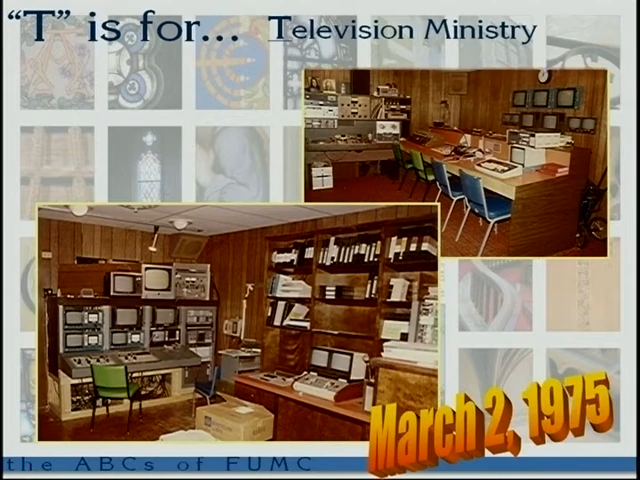 “T” is for... Television Ministry
March 2, 1975
the ABCs of FUMC